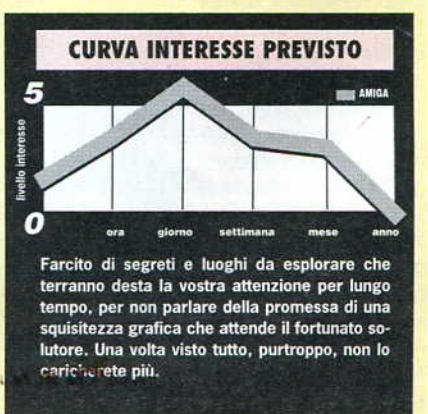 CURVA INTERESSE PREVISTO
5
AMIGA
livello interesse
0
ora giorno settimana mese anno
Farcito di segreti e luoghi da esplorare che
terranno desta la vostra attenzione per lungo
tempo, per non parlare della promessa di una
squisitezza grafica che attende il fortunato so-
lutore. Una volta visto tutto, purtroppo, non lo
caricherete più.